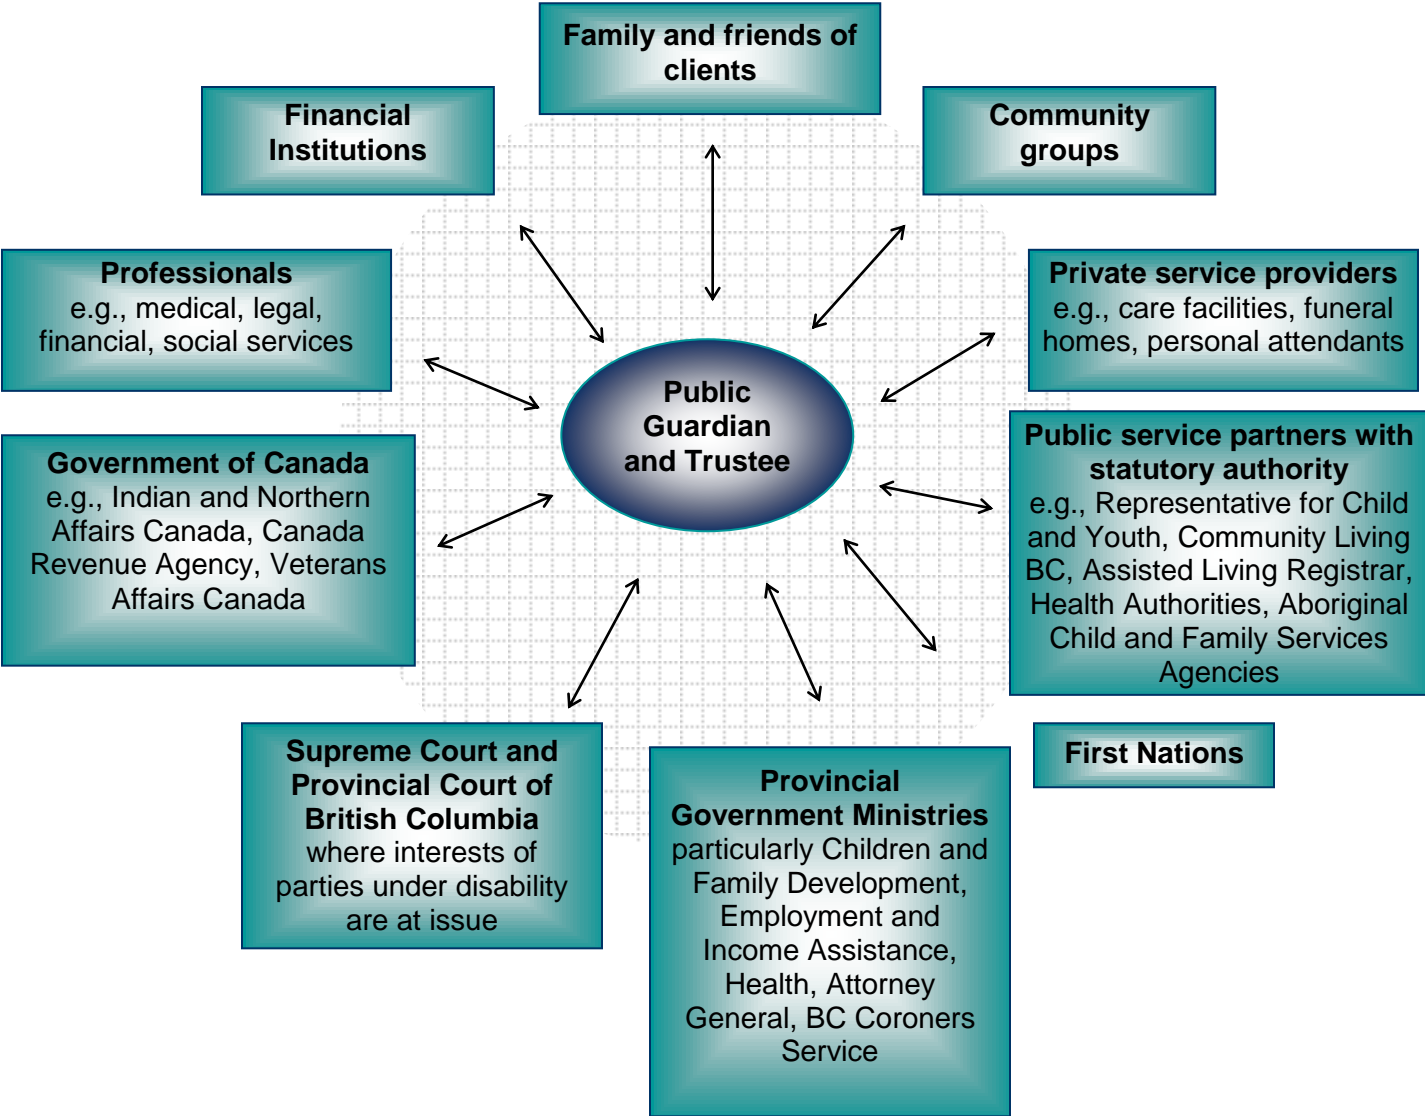 Family and friends of
clients
Financial
Institutions
Community
groups
Professionals
e.g., medical, legal,
financial, social services
Private service providers
e.g., care facilities, funeral
homes, personal attendants
Public
Guardian
and Trustee
Government of Canada
e.g., Indian and Northern
Affairs Canada, Canada
Revenue Agency, Veterans
Affairs Canada
Public service partners with
statutory authority
e.g., Representative for Child
and Youth, Community Living
BC, Assisted Living Registrar,
Health Authorities, Aboriginal
Child and Family Services
Agencies
Supreme Court and
Provincial Court of
British Columbia
where interests of
parties under disability
are at issue
Provincial
Government Ministries
particularly Children and
Family Development,
Employment and
Income Assistance,
Health, Attorney
General, BC Coroners
Service
First Nations